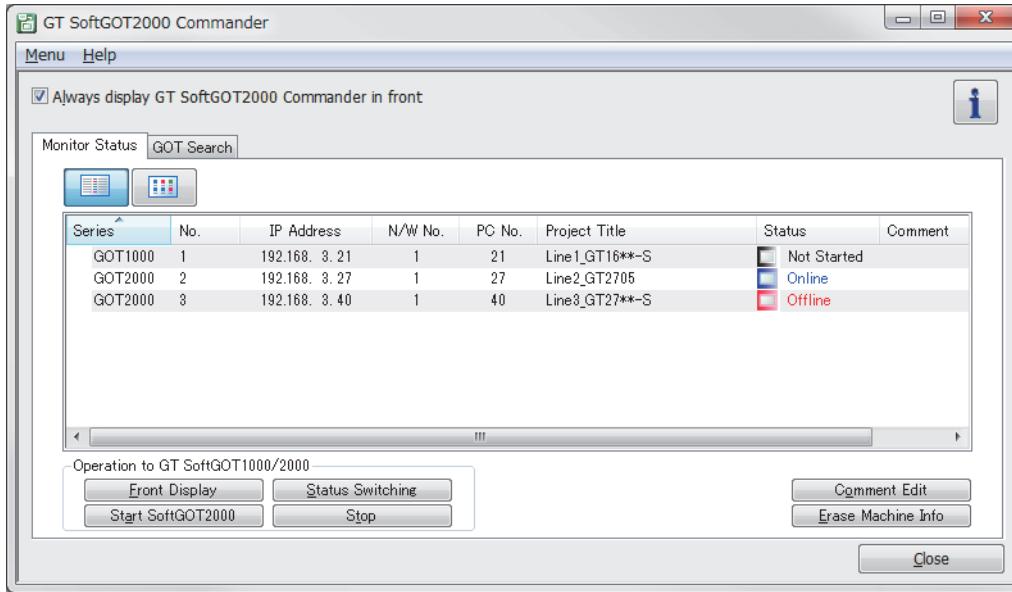 GT SoftGOT2000 Commander
Menu Help
Always display GT SoftGOT2000 Commander in front
Monitor Status GOT Search
Series No. IP Address N/W No. PC No. Project Title Status Comment
GOT1000 1 192.168. 3. 21 1 21 Line1_GT16**-S Not Started
GOT2000 2 192.168. 3. 27 1 27 Line2_GT2705 Online
GOT2000 3 192.168. 3. 40 1 40 Line3_GT27**-S Offline
Operation to GT SoftGOT1000/2000
Front Display Status Switching Comment Edit
Start SoftGOT2000 Stop Erase Machine Info
Close